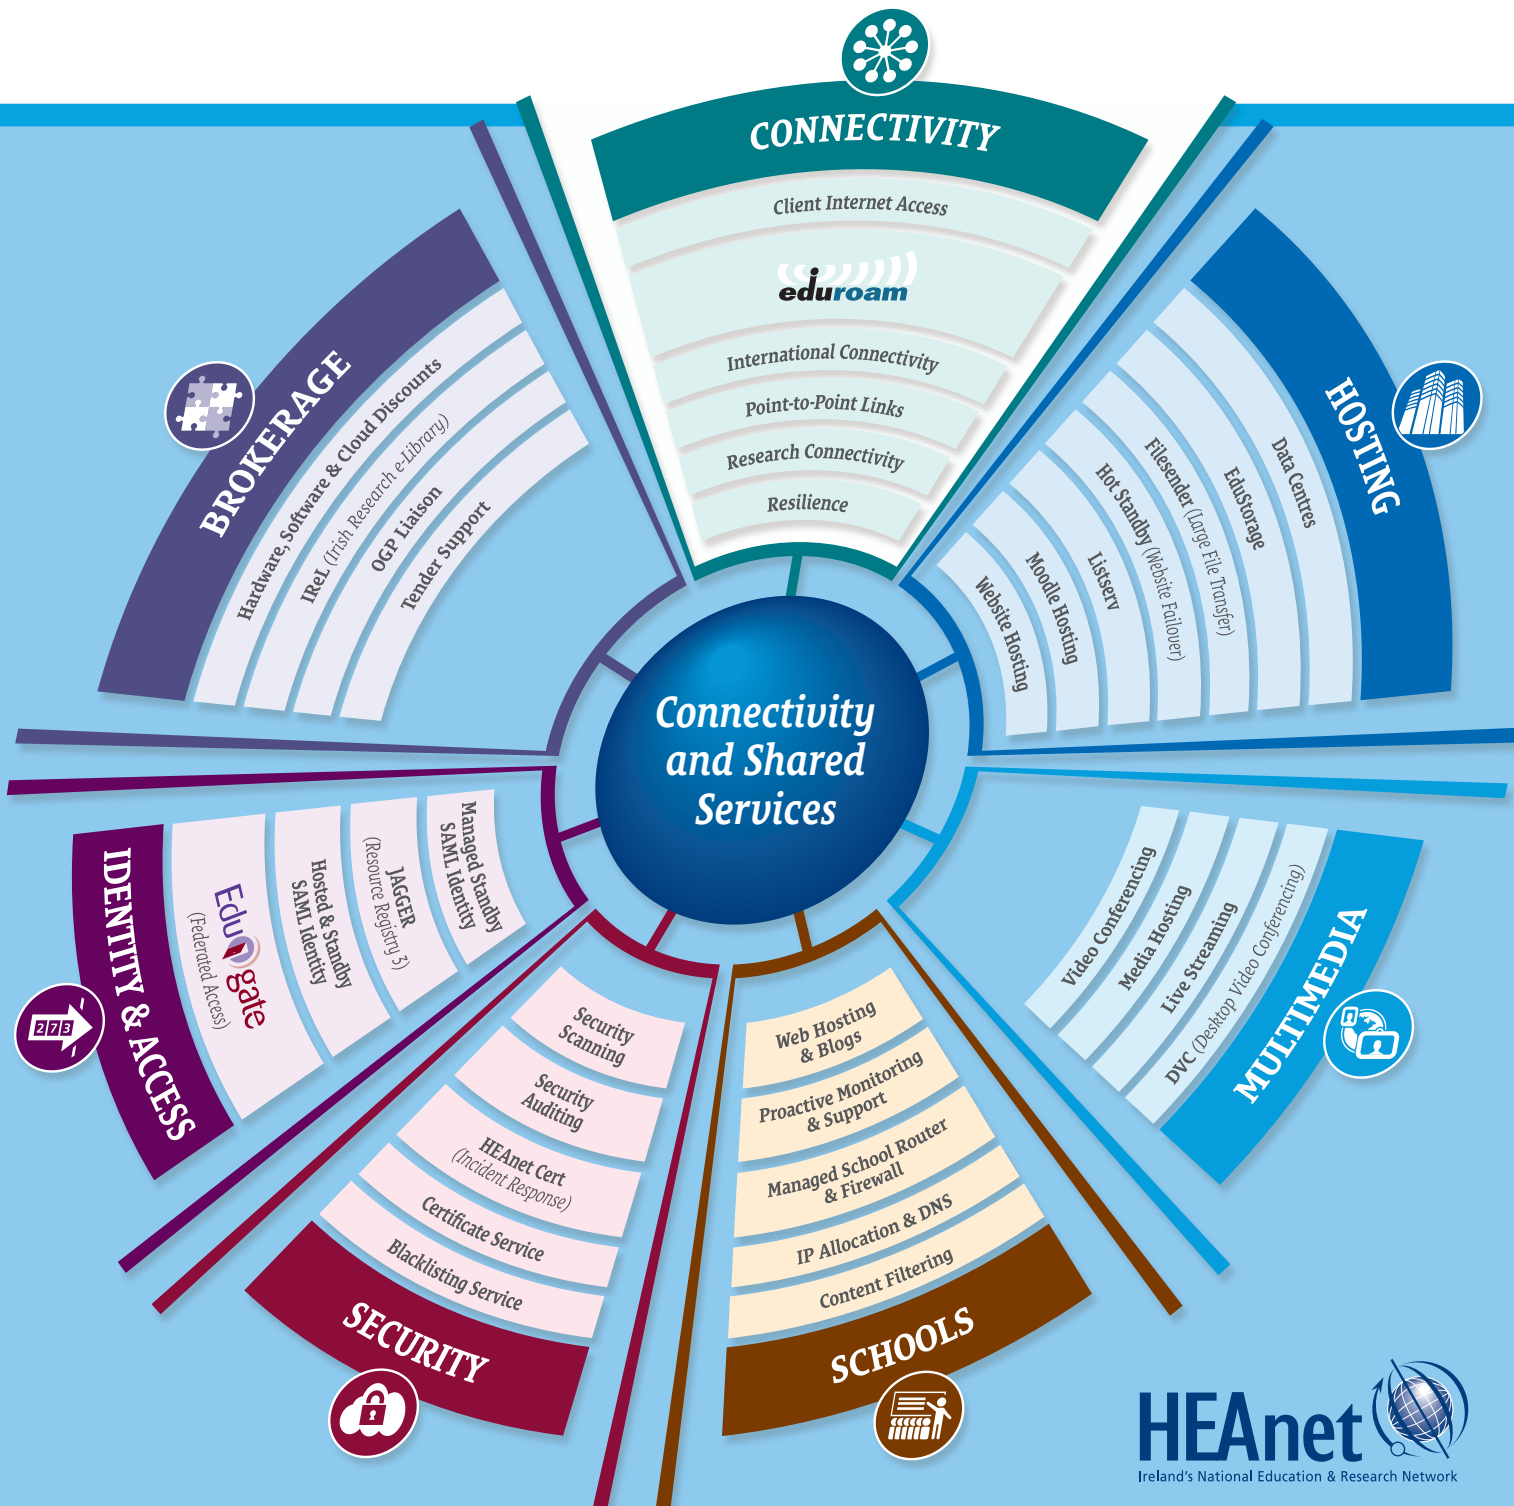 CONNECTIVITY
Client Internet Access
eduroam
International Connectivity
Point-to-Point Links
Research Connectivity
Resilience
HOSTING
Data Centres
EduStorage
Filesender (Large File Transfer)
Hot Standby (Website Failover)
Listserv
Moodle Hosting
Website Hosting
MULTIMEDIA
Video Conferencing
Media Hosting
Live Streaming
DVC (Desktop Video Conferencing)
SCHOOLS
Web Hosting
& Blogs
Proactive Monitoring
& Support
Managed School Router
& Firewall
IP Allocation & DNS
Content Filtering
SECURITY
Security
Scanning
Security
Auditing
HEAnet Cert
(Incident Response)
Certificate Service
Blacklisting Service
IDENTITY & ACCESS
273
Edugate
(Federated Access)
Hosted & Standby
SAML Identity
JAGGER
(Resource Registry 3)
Managed Standby
SAML Identity
BROKERAGE
Hardware, Software & Cloud Discounts
IReL (Irish Research e-Library)
OGP Liaison
Tender Support
Connectivity
and Shared
Services
HEAnet
Ireland's National Education & Research Network